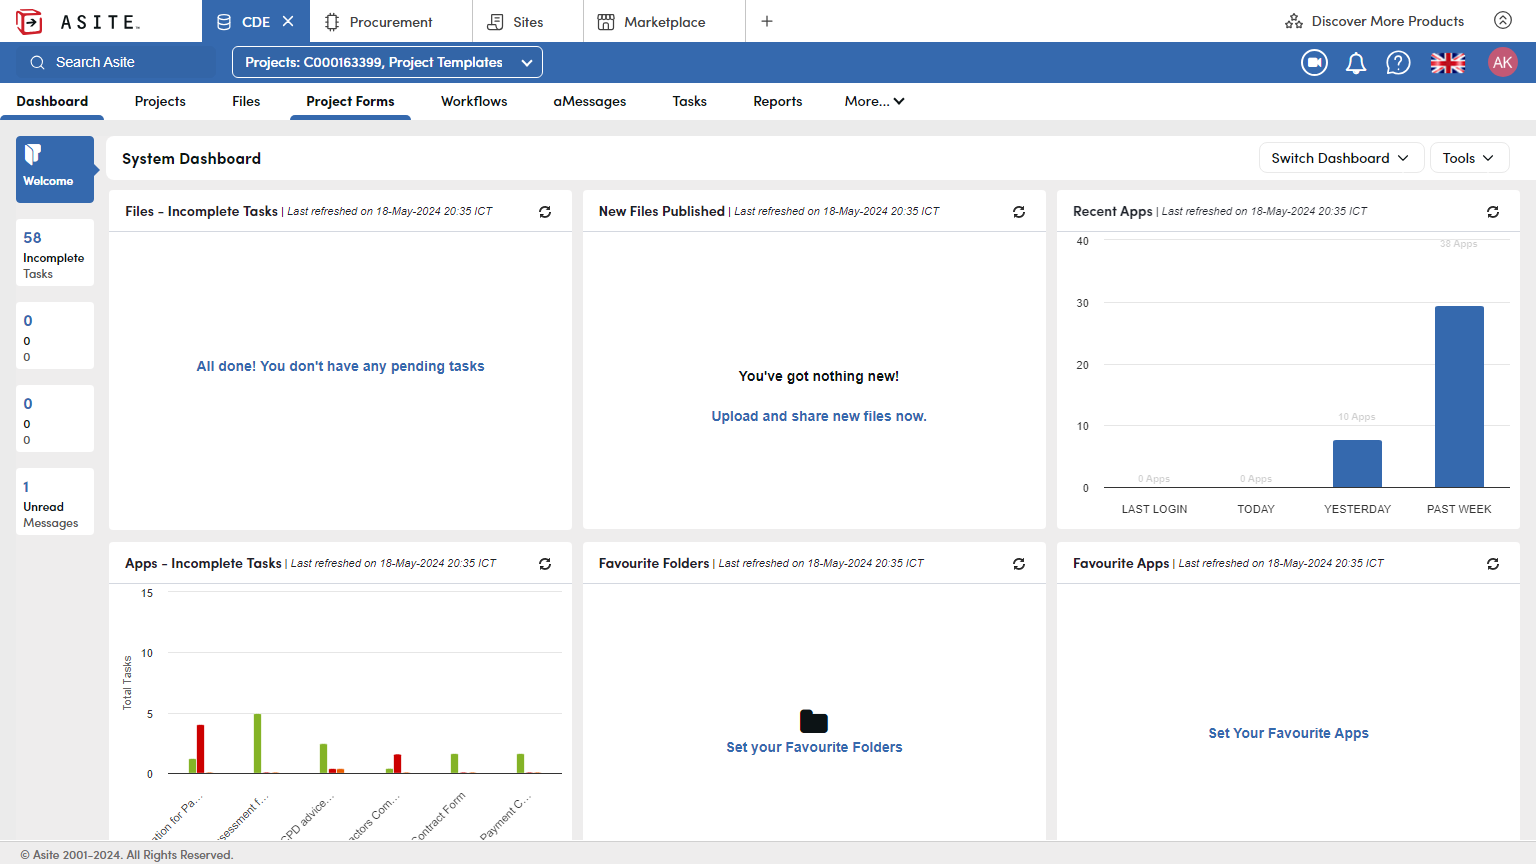 ASITE
CDE
Procurement
Sites
Marketplace
Discover More Products
Search Asite
Projects: C000163399, Project Templates
AK
Dashboard
Projects
Files
Project Forms
Workflows
aMessages
Tasks
Reports
More...
Welcome
System Dashboard
Switch Dashboard
Tools
58
Incomplete
Tasks
0
0
0
0
0
0
1
Unread
Messages
Files - Incomplete Tasks | Last refreshed on 18-May-2024 20:35 ICT
All done! You don't have any pending tasks
New Files Published | Last refreshed on 18-May-2024 20:35 ICT
You've got nothing new!
Upload and share new files now.
Recent Apps | Last refreshed on 18-May-2024 20:35 ICT
40
30
20
10
0
0 Apps
0 Apps
10 Apps
38 Apps
LAST LOGIN
TODAY
YESTERDAY
PAST WEEK
Apps - Incomplete Tasks | Last refreshed on 18-May-2024 20:35 ICT
Total Tasks
15
10
5
0
ation for Pa...
sessment f...
CPD advice...
actors Com...
Contract Form
Payment C...
Favourite Folders | Last refreshed on 18-May-2024 20:35 ICT
Set your Favourite Folders
Favourite Apps | Last refreshed on 18-May-2024 20:35 ICT
Set Your Favourite Apps
© Asite 2001-2024. All Rights Reserved.